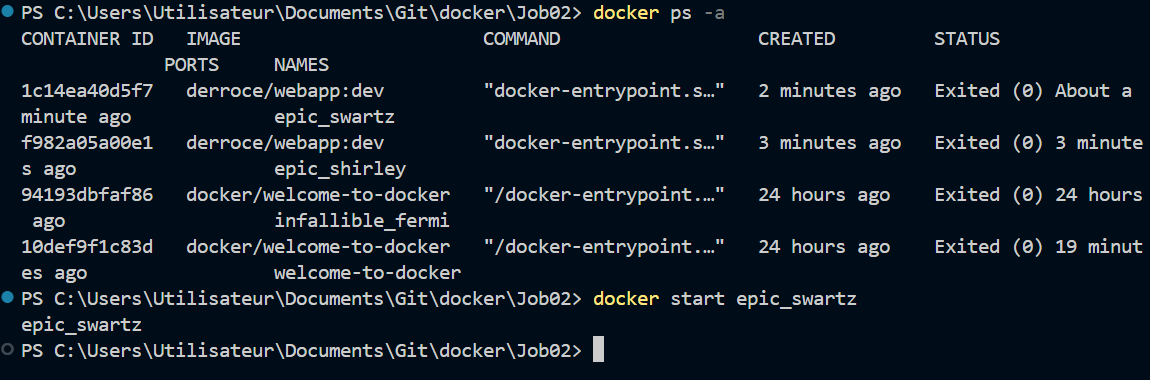 PS C:\Users\Utilisateur\Documents\Git\docker\Job02> docker ps -a
CONTAINER ID   IMAGE                      COMMAND                  CREATED         STATUS
             PORTS     NAMES
1c14ea40d5f7   derroce/webapp:dev         "docker-entrypoint.s…"   2 minutes ago   Exited (0) About a
minute ago             epic_swartz
f982a05a00e1   derroce/webapp:dev         "docker-entrypoint.s…"   3 minutes ago   Exited (0) 3 minute
s ago                  epic_shirley
94193dbfaf86   docker/welcome-to-docker   "/docker-entrypoint.…"   24 hours ago    Exited (0) 24 hours
 ago                   infallible_fermi
10def9f1c83d   docker/welcome-to-docker   "/docker-entrypoint.…"   24 hours ago    Exited (0) 19 minut
es ago                 welcome-to-docker
PS C:\Users\Utilisateur\Documents\Git\docker\Job02> docker start epic_swartz
epic_swartz
PS C:\Users\Utilisateur\Documents\Git\docker\Job02>